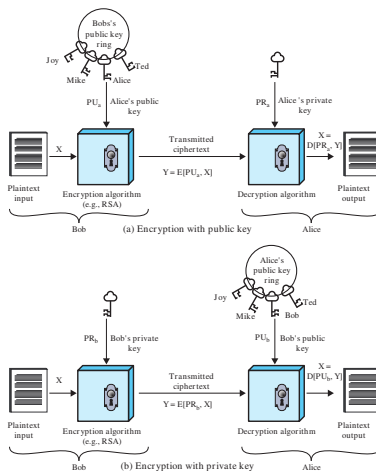 Bobs's
public key
ring
Joy
Ted
Mike
Alice
PUa
Alice's public
key
PRa
Alice's private
key
X
Transmitted
ciphertext
X =
D[PRa, Y]
Y = E[PUa, X]
Plaintext
input
Encryption algorithm
(e.g., RSA)
Decryption algorithm
Plaintext
output
Bob
(a) Encryption with public key
Alice
Alice's
public key
ring
Joy
Ted
Mike
Bob
PRb
Bob's private
key
PUb
Bob's public
key
X
Transmitted
ciphertext
X =
D[PUb, Y]
Y = E[PRb, X]
Plaintext
input
Encryption algorithm
(e.g., RSA)
Decryption algorithm
Plaintext
output
Bob
(b) Encryption with private key
Alice